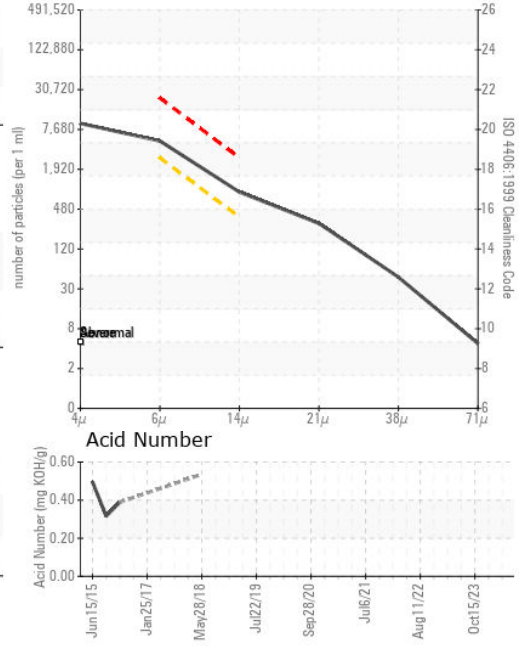 491,520
122,880
30,720
7,680
1,920
480
120
30
8
2
0
number of particles (per 1 ml)
26
24
22
20
18
16
14
12
10
8
6
ISO 4406:1999 Cleanliness Code
4µ
6µ
14µ
21µ
38µ
71µ
Acid Number
Acid Number (mg KOH/g)
0.60
0.40
0.20
0.00
Jun15/15
Jan25/17
May28/18
Jul22/19
Sep28/20
Jul6/21
Aug11/22
Oct15/23